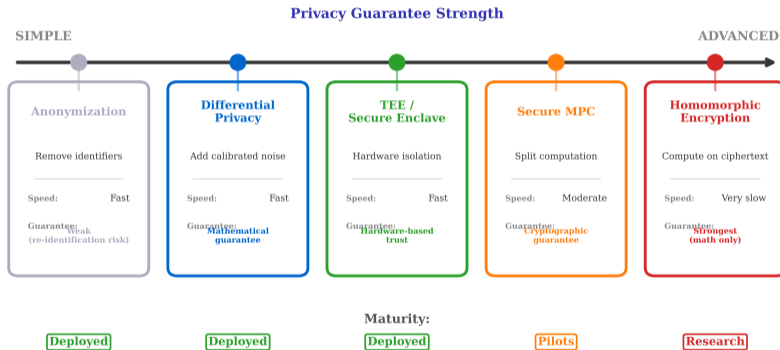 Privacy Guarantee Strength
SIMPLE
ADVANCED
Anonymization
Remove identifiers
Speed: Fast
Guarantee:
Weak
(re-identification risk)
Differential
Privacy
Add calibrated noise
Speed: Fast
Guarantee:
Mathematical
guarantee
TEE /
Secure Enclave
Hardware isolation
Speed: Fast
Guarantee:
Hardware-based
trust
Secure MPC
Split computation
Speed: Moderate
Guarantee:
Cryptographic
guarantee
Homomorphic
Encryption
Compute on ciphertext
Speed: Very slow
Guarantee:
Strongest
(math only)
Maturity:
Deployed
Deployed
Deployed
Pilots
Research